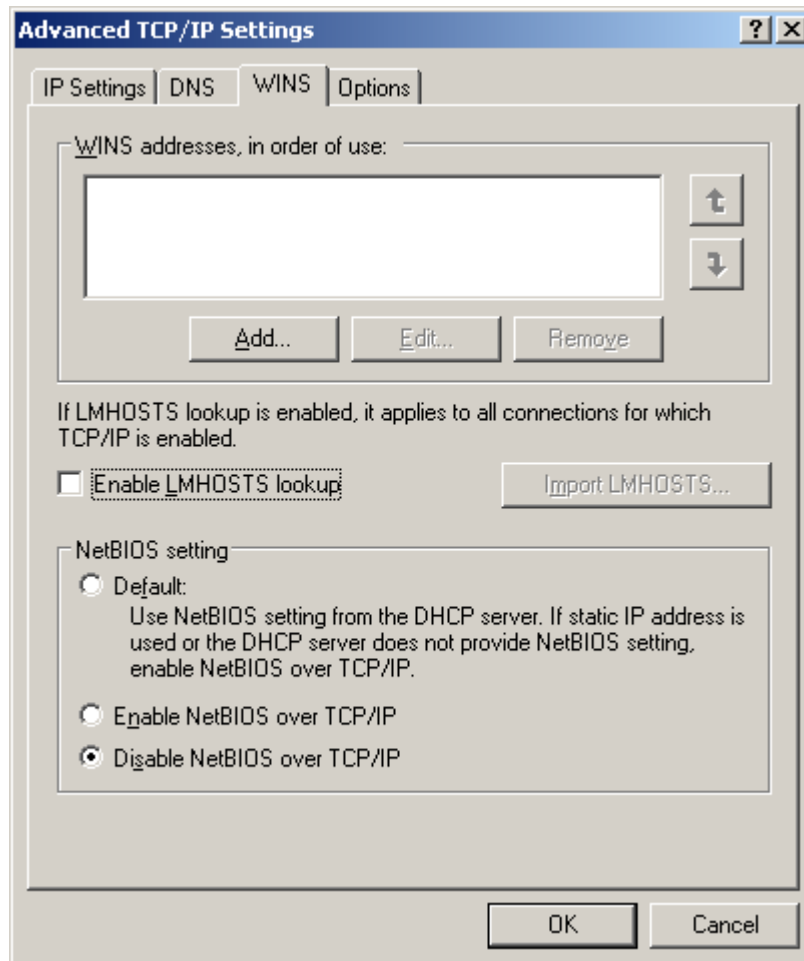 Advanced TCP/IP Settings
IP Settings
DNS
WINS
Options
WINS addresses, in order of use:
Add...
Edit...
Remove
If LMHOSTS lookup is enabled, it applies to all connections for which
TCP/IP is enabled.
Enable LMHOSTS lookup
Import LMHOSTS...
NetBIOS setting
Default:
Use NetBIOS setting from the DHCP server. If static IP address is
used or the DHCP server does not provide NetBIOS setting,
enable NetBIOS over TCP/IP.
Enable NetBIOS over TCP/IP
Disable NetBIOS over TCP/IP
OK
Cancel